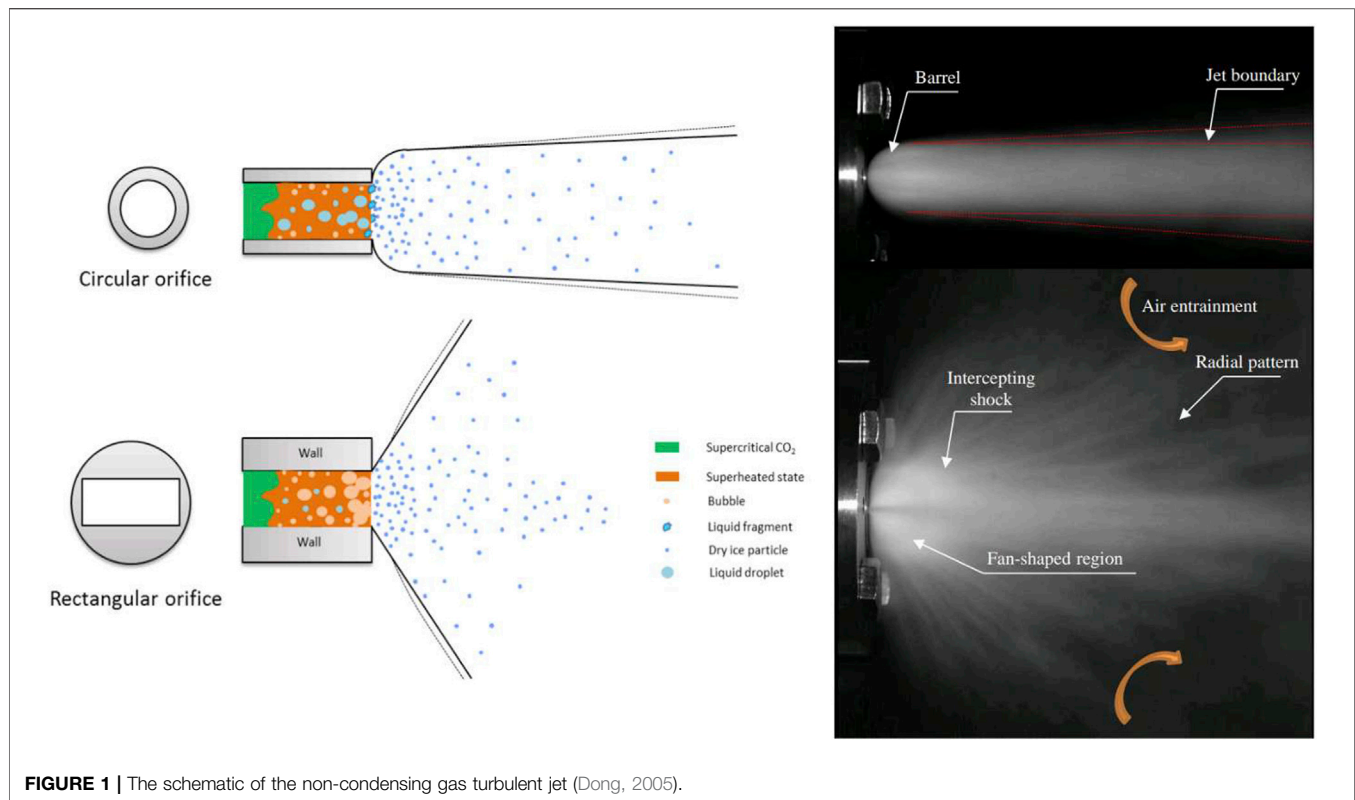 Circular orifice
Rectangular orifice
Wall
Wall
Supercritical CO₂
Superheated state
Bubble
Liquid fragment
Dry ice particle
Liquid droplet
Barrel
Jet boundary
Air entrainment
Radial pattern
Intercepting
shock
Fan-shaped region
FIGURE 1 | The schematic of the non-condensing gas turbulent jet (Dong, 2005).